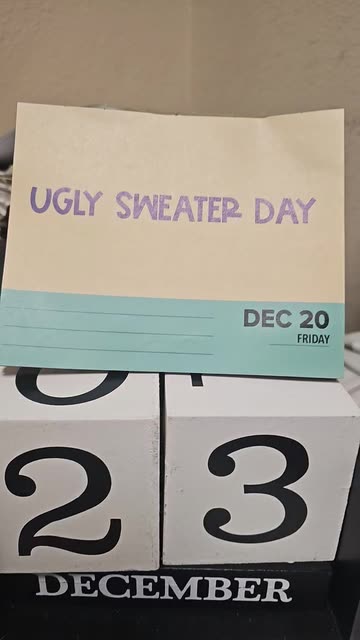 UGLY SWEATER DAY
DEC 20
FRIDAY
2 3
DECEMBER